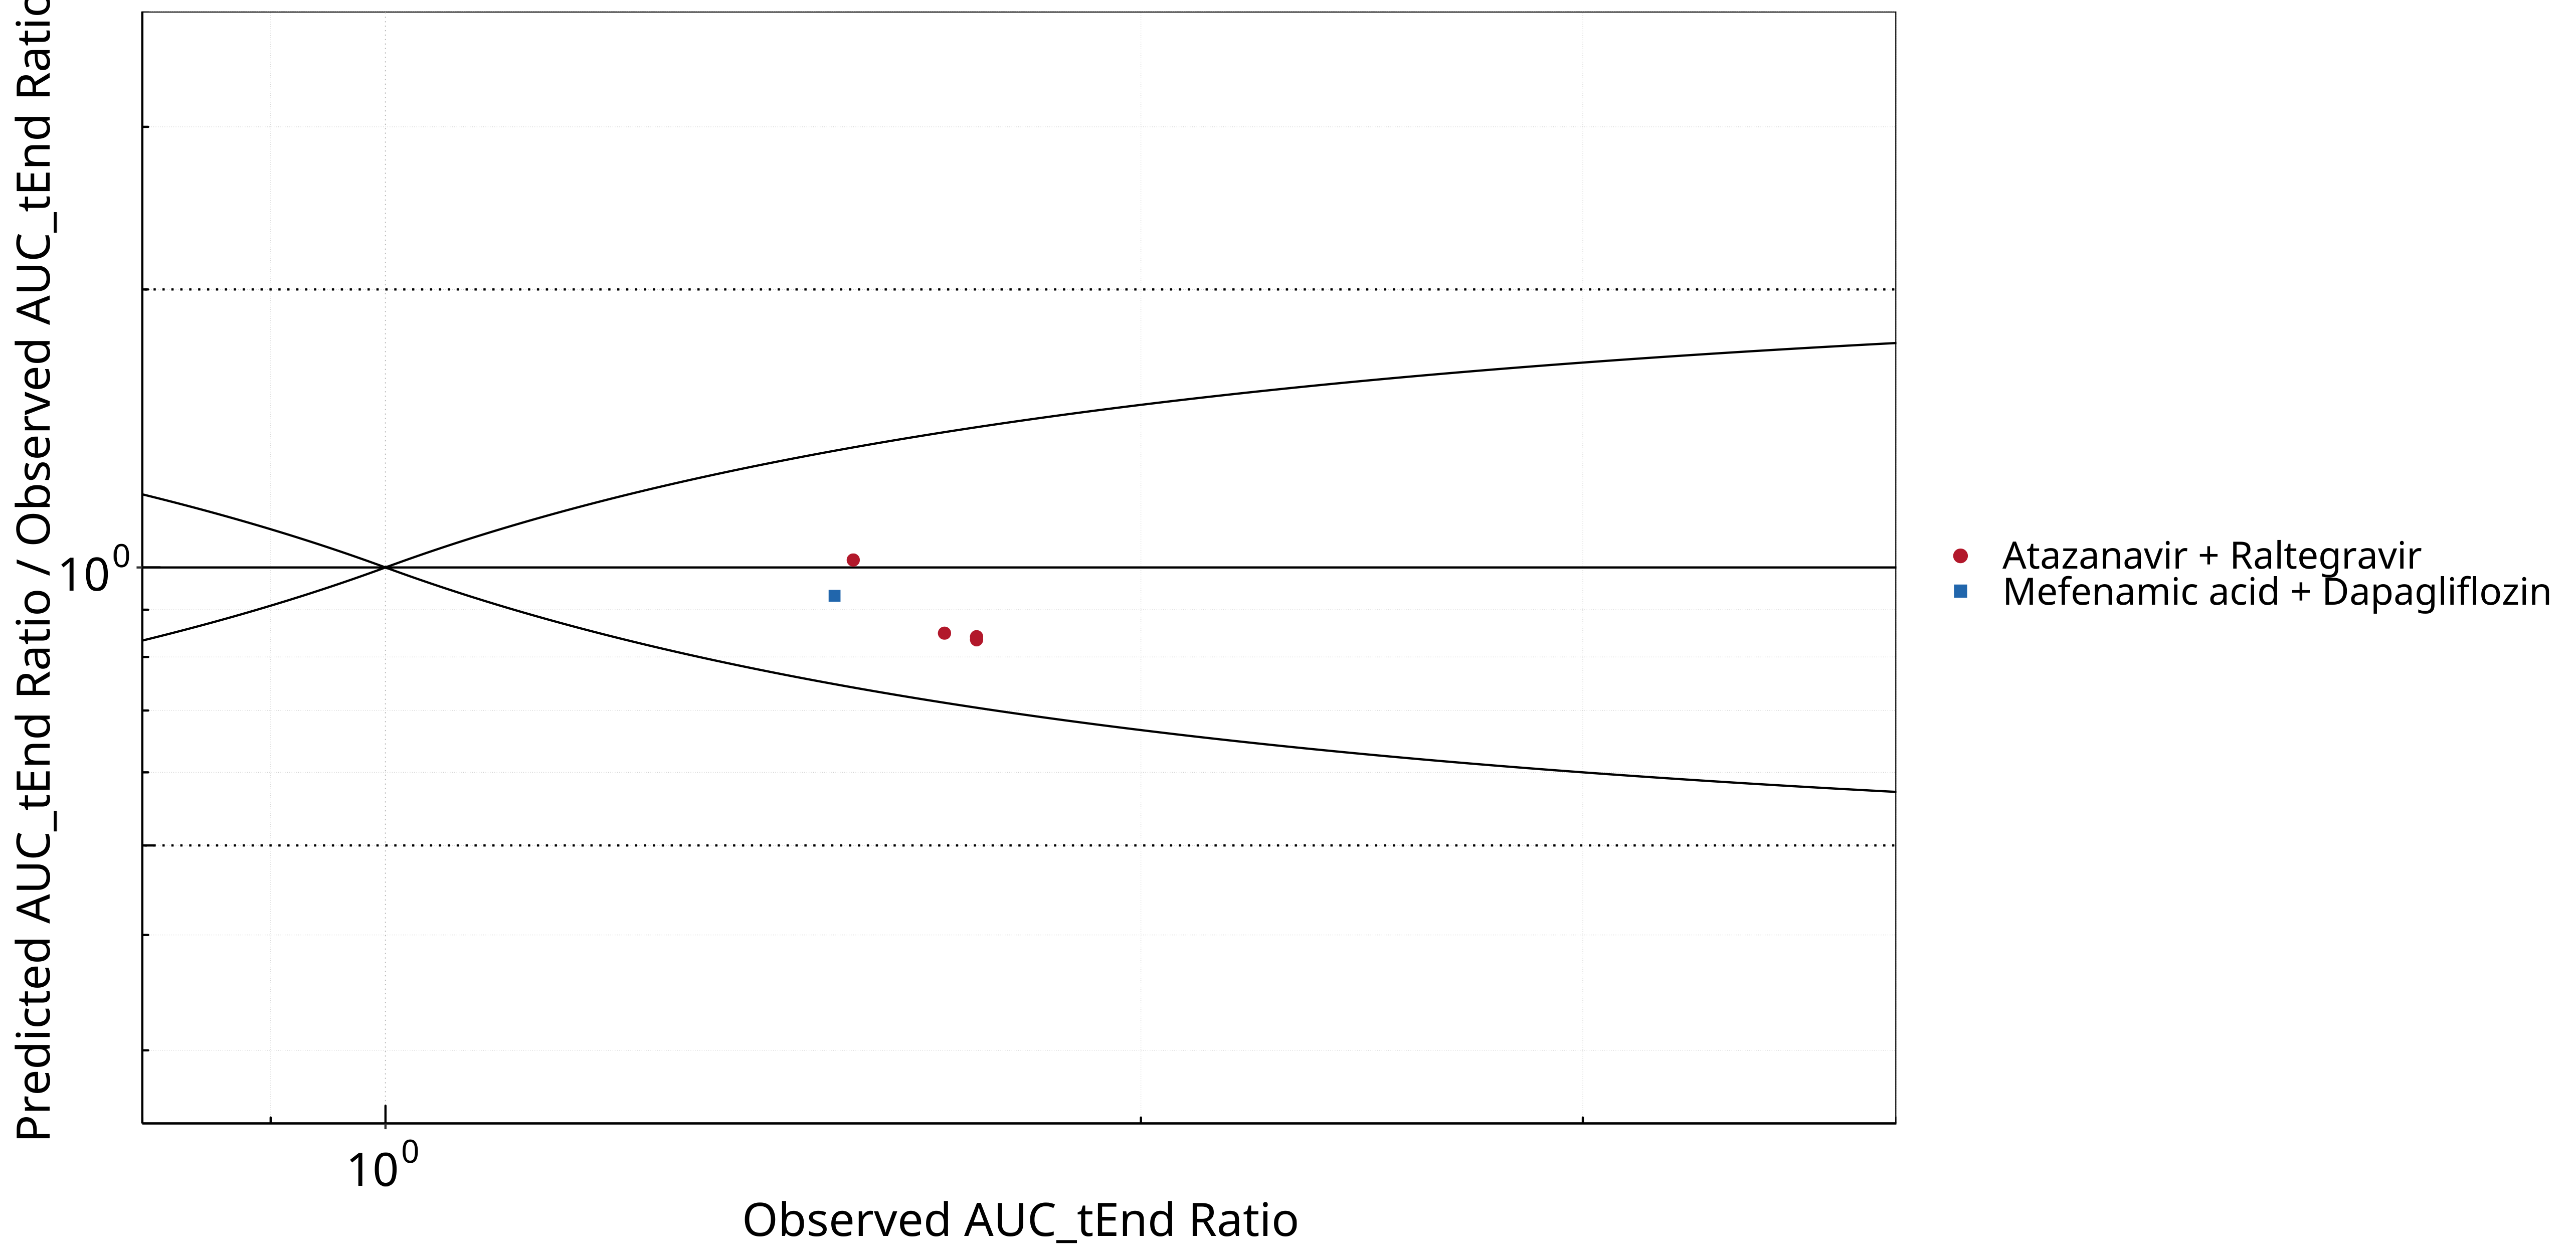 Predicted AUC_tEnd Ratio / Observed AUC_tEnd Ratio
10⁰
10⁰
Observed AUC_tEnd Ratio
Atazanavir + Raltegravir
Mefenamic acid + Dapagliflozin